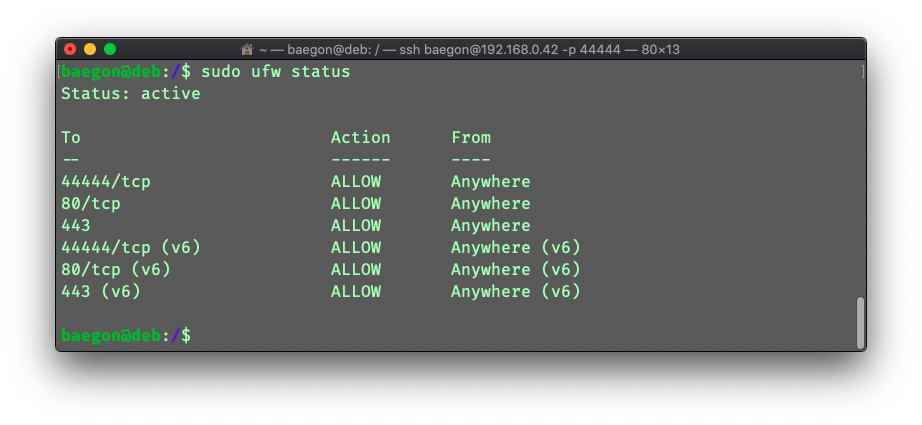 ~ — baegon@deb: / — ssh baegon@192.168.0.42 -p 44444 — 80×13
[baegon@deb:/$ sudo ufw status ]
Status: active
To Action From
-- ------ ----
44444/tcp ALLOW Anywhere
80/tcp ALLOW Anywhere
443 ALLOW Anywhere
44444/tcp (v6) ALLOW Anywhere (v6)
80/tcp (v6) ALLOW Anywhere (v6)
443 (v6) ALLOW Anywhere (v6)
baegon@deb:/$